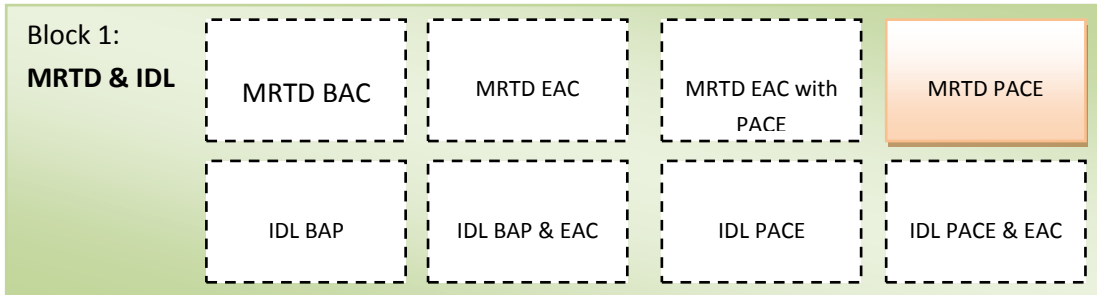 Block 1:
MRTD & IDL
MRTD BAC
MRTD EAC
MRTD EAC with
PACE
MRTD PACE
IDL BAP
IDL BAP & EAC
IDL PACE
IDL PACE & EAC